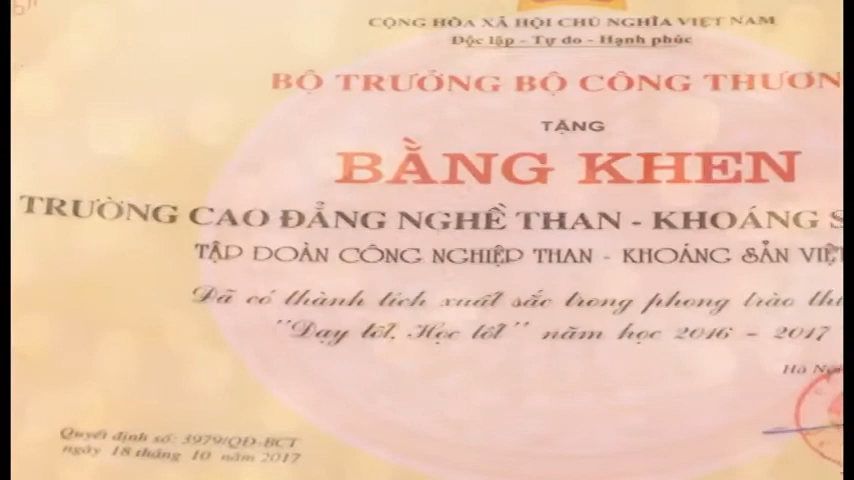 CỘNG HÒA XÃ HỘI CHỦ NGHĨA VIỆT NAM
Độc lập - Tự do - Hạnh phúc
BỘ TRƯỞNG BỘ CÔNG THƯƠN
TẶNG
BẰNG KHEN
TRƯỜNG CAO ĐẲNG NGHỀ THAN - KHOÁNG S
TẬP ĐOÀN CÔNG NGHIỆP THAN - KHOÁNG SẢN VIỆ
Đã có thành tích xuất sắc trong phong trào th
"Dạy tốt, Học tốt" năm học 2016 - 2017
Hà Nội
Quyết định số: 3979/QĐ-BCT
ngày 18 tháng 10 năm 2017